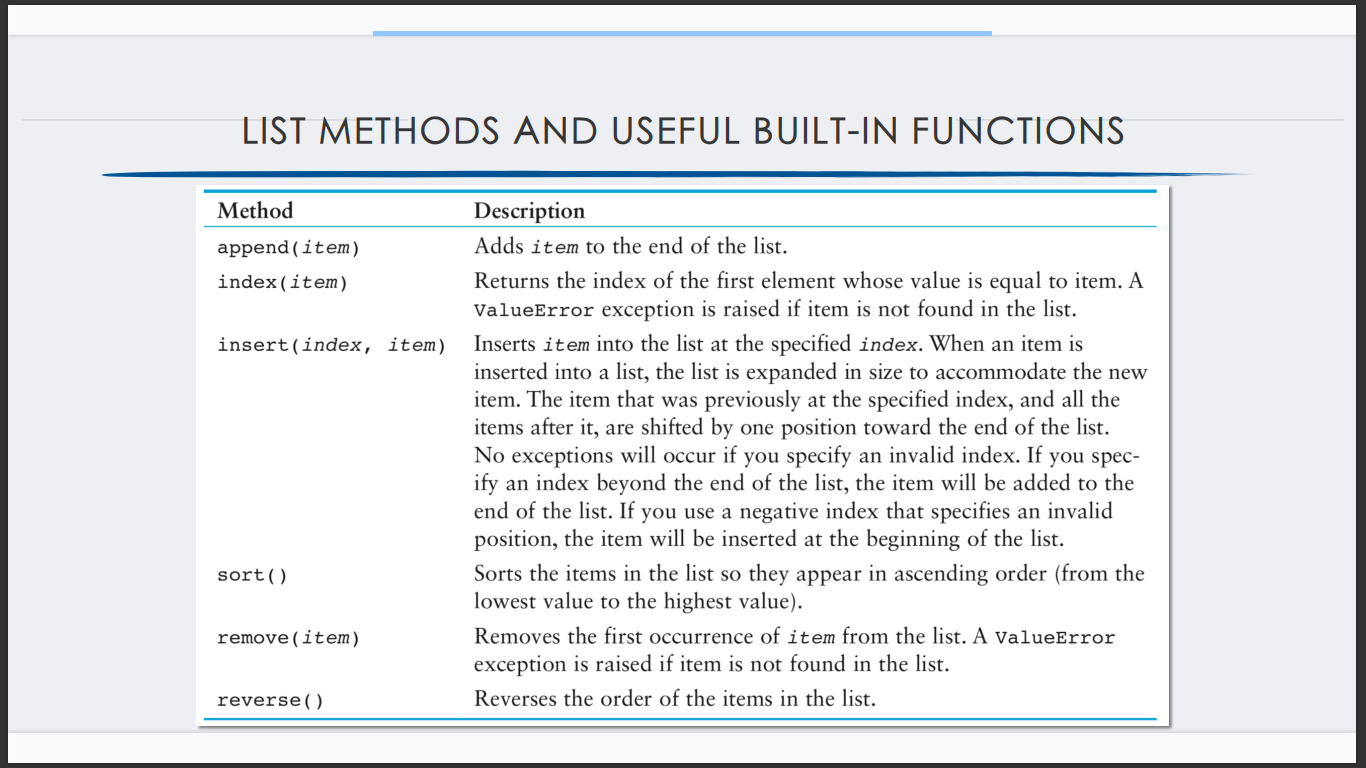 LIST METHODS AND USEFUL BUILT-IN FUNCTIONS
Method Description
append(item) Adds item to the end of the list.
index(item) Returns the index of the first element whose value is equal to item. A
ValueError exception is raised if item is not found in the list.
insert(index, item) Inserts item into the list at the specified index. When an item is
inserted into a list, the list is expanded in size to accommodate the new
item. The item that was previously at the specified index, and all the
items after it, are shifted by one position toward the end of the list.
No exceptions will occur if you specify an invalid index. If you spec-
ify an index beyond the end of the list, the item will be added to the
end of the list. If you use a negative index that specifies an invalid
position, the item will be inserted at the beginning of the list.
sort() Sorts the items in the list so they appear in ascending order (from the
lowest value to the highest value).
remove(item) Removes the first occurrence of item from the list. A ValueError
exception is raised if item is not found in the list.
reverse() Reverses the order of the items in the list.